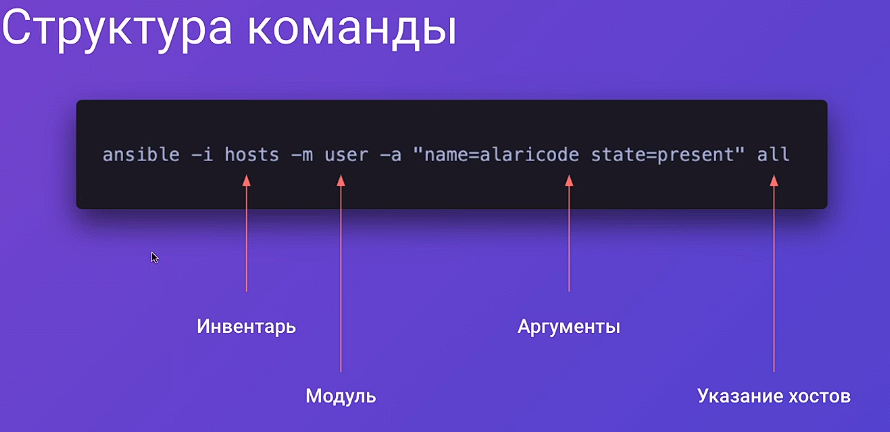 Структура команды
ansible -i hosts -m user -a "name=alaricode state=present" all
Инвентарь
Аргументы
Модуль
Указание хостов